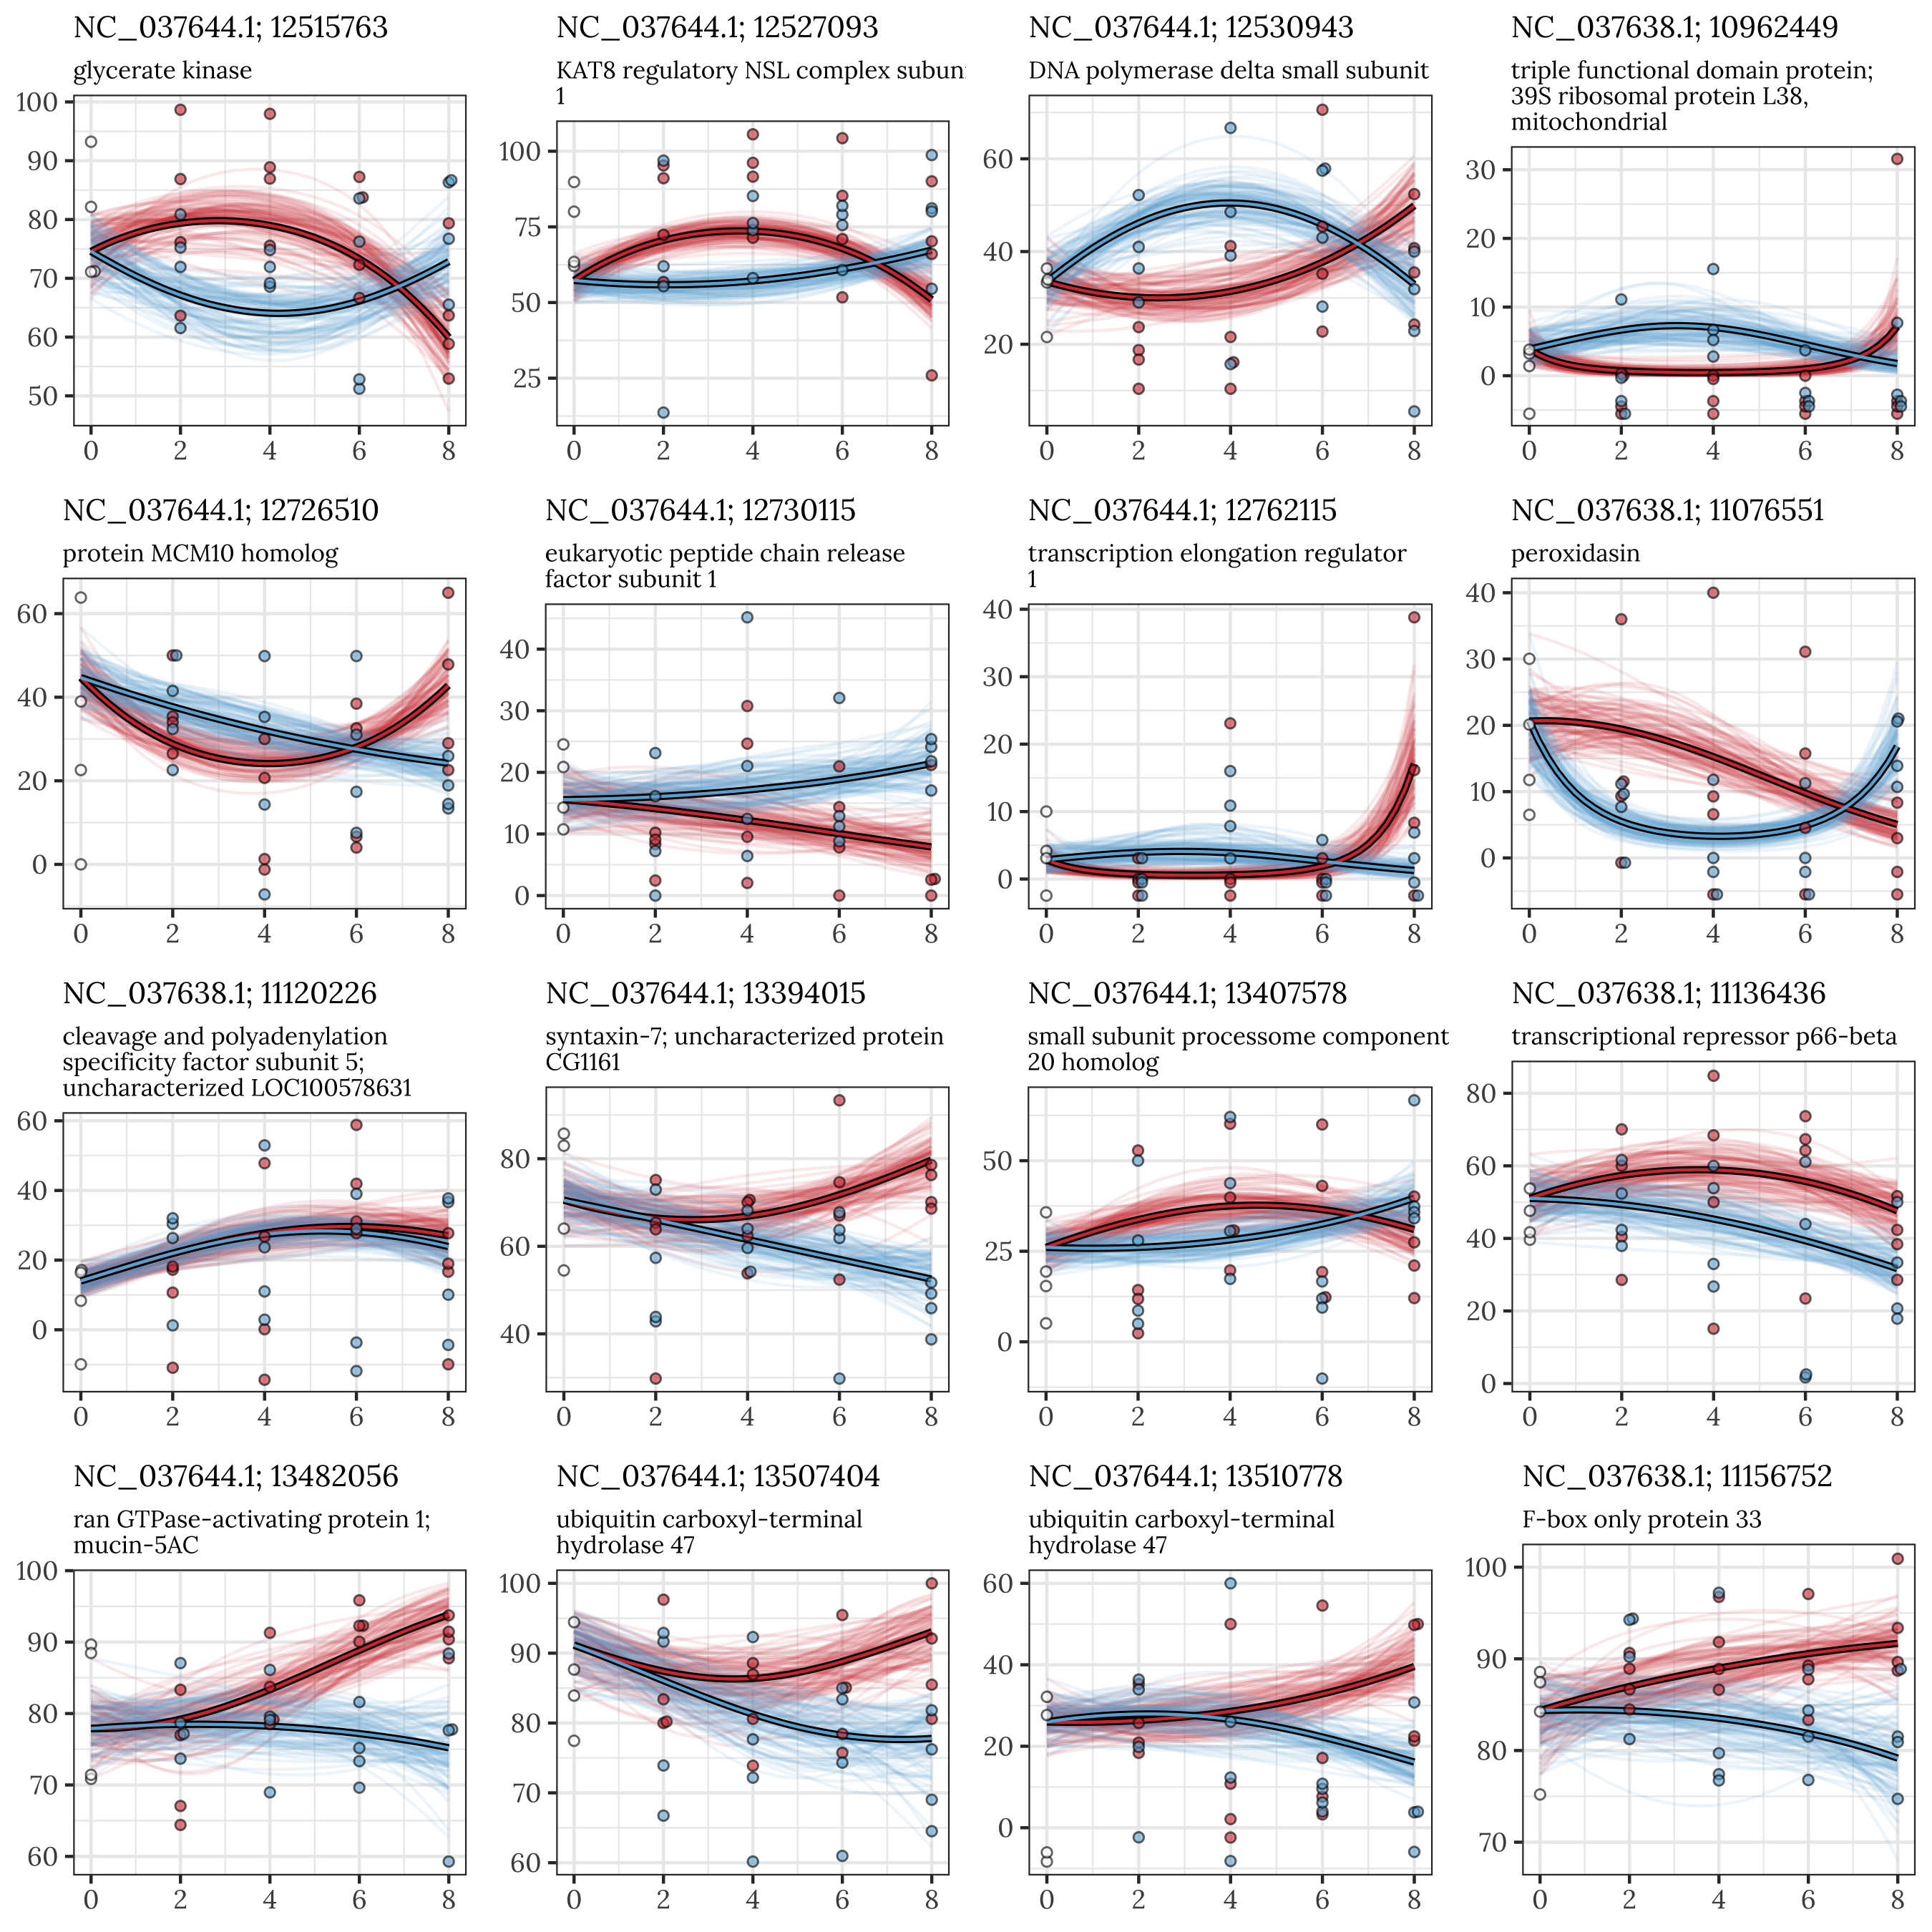 NC_037644.1; 12515763
glycerate kinase
100
90
80
70
60
50
0 2 4 6 8
NC_037644.1; 12527093
KAT8 regulatory NSL complex subun
1
100
75
50
25
0 2 4 6 8
NC_037644.1; 12530943
DNA polymerase delta small subunit
60
40
20
0 2 4 6 8
NC_037638.1; 10962449
triple functional domain protein;
39S ribosomal protein L38,
mitochondrial
30
20
10
0
0 2 4 6 8
NC_037644.1; 12726510
protein MCM10 homolog
60
40
20
0
0 2 4 6 8
NC_037644.1; 12730115
eukaryotic peptide chain release
factor subunit 1
40
30
20
10
0
0 2 4 6 8
NC_037644.1; 12762115
transcription elongation regulator
1
40
30
20
10
0
0 2 4 6 8
NC_037638.1; 11076551
peroxidasin
40
30
20
10
0
0 2 4 6 8
NC_037638.1; 11120226
cleavage and polyadenylation
specificity factor subunit 5;
uncharacterized LOC100578631
60
40
20
0
0 2 4 6 8
NC_037644.1; 13394015
syntaxin-7; uncharacterized protein
CG1161
80
60
40
0 2 4 6 8
NC_037644.1; 13407578
small subunit processome component
20 homolog
50
25
0
0 2 4 6 8
NC_037638.1; 11136436
transcriptional repressor p66-beta
80
60
40
20
0
0 2 4 6 8
NC_037644.1; 13482056
ran GTPase-activating protein 1;
mucin-5AC
100
90
80
70
60
0 2 4 6 8
NC_037644.1; 13507404
ubiquitin carboxyl-terminal
hydrolase 47
100
90
80
70
60
0 2 4 6 8
NC_037644.1; 13510778
ubiquitin carboxyl-terminal
hydrolase 47
60
40
20
0
0 2 4 6 8
NC_037638.1; 11156752
F-box only protein 33
100
90
80
70
0 2 4 6 8